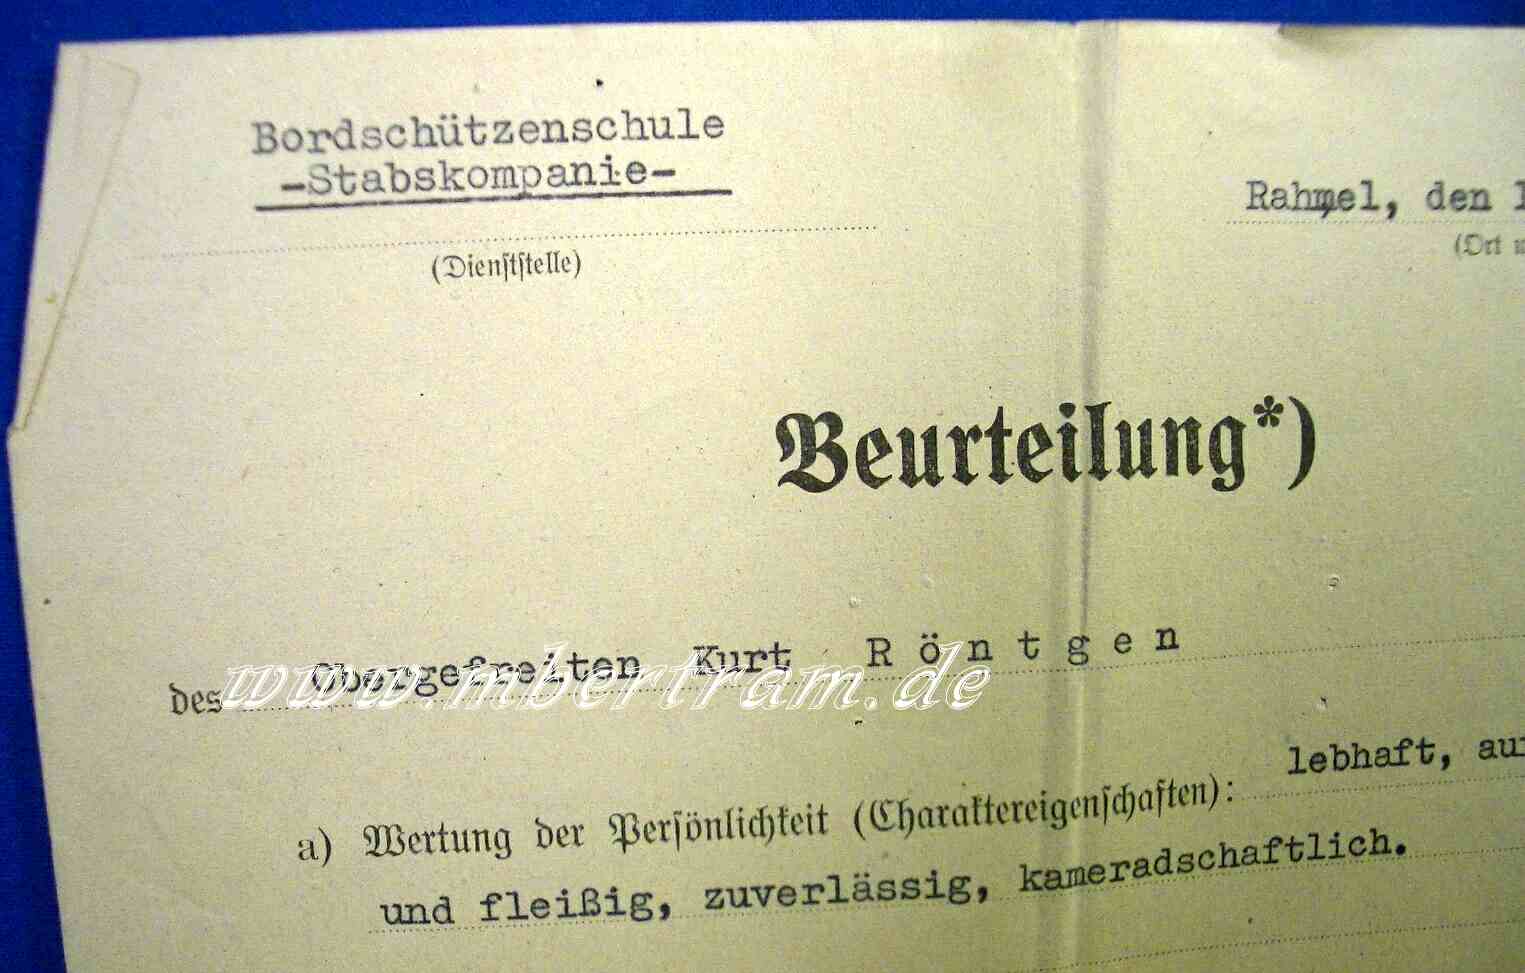 Bordschützenschule
-Stabskompanie-
Rahmel, den
(Dienststelle)
(Ort
Beurteilung*)
des Obergefreiten Kurt Röntgen
www.mbertram.de
lebhaft,
a) Wertung der Persönlichkeit (Charaktereigenschaften):
und fleißig, zuverlässig, kameradschaftlich.